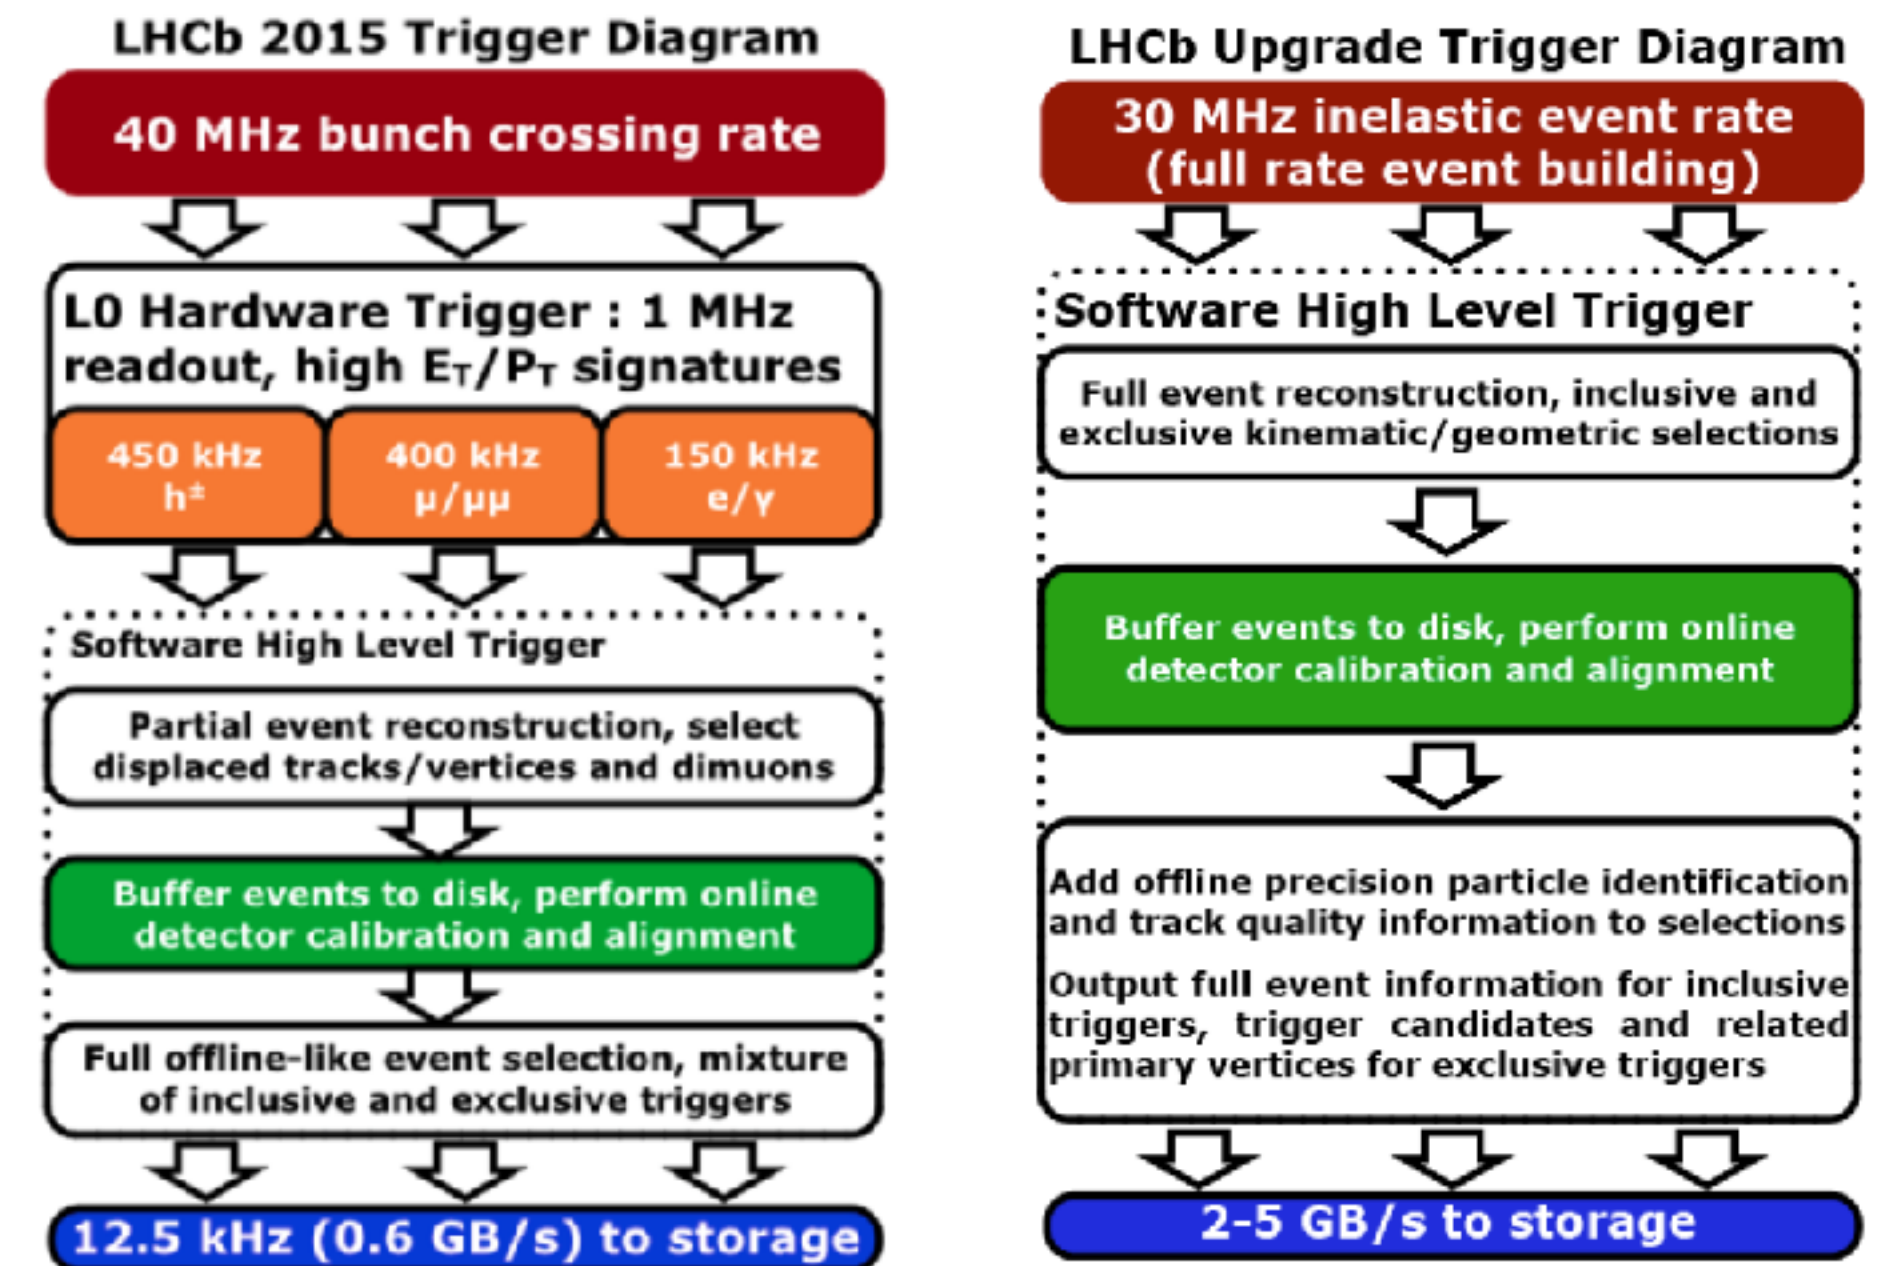 LHCb 2015 Trigger Diagram
40 MHz bunch crossing rate
L0 Hardware Trigger : 1 MHz
readout, high E_T/P_T signatures
450 kHz
h±
400 kHz
μ/μμ
150 kHz
e/γ
Software High Level Trigger
Partial event reconstruction, select
displaced tracks/vertices and dimuons
Buffer events to disk, perform online
detector calibration and alignment
Full offline-like event selection, mixture
of inclusive and exclusive triggers
12.5 kHz (0.6 GB/s) to storage
LHCb Upgrade Trigger Diagram
30 MHz inelastic event rate
(full rate event building)
Software High Level Trigger
Full event reconstruction, inclusive and
exclusive kinematic/geometric selections
Buffer events to disk, perform online
detector calibration and alignment
Add offline precision particle identification
and track quality information to selections
Output full event information for inclusive
triggers, trigger candidates and related
primary vertices for exclusive triggers
2-5 GB/s to storage